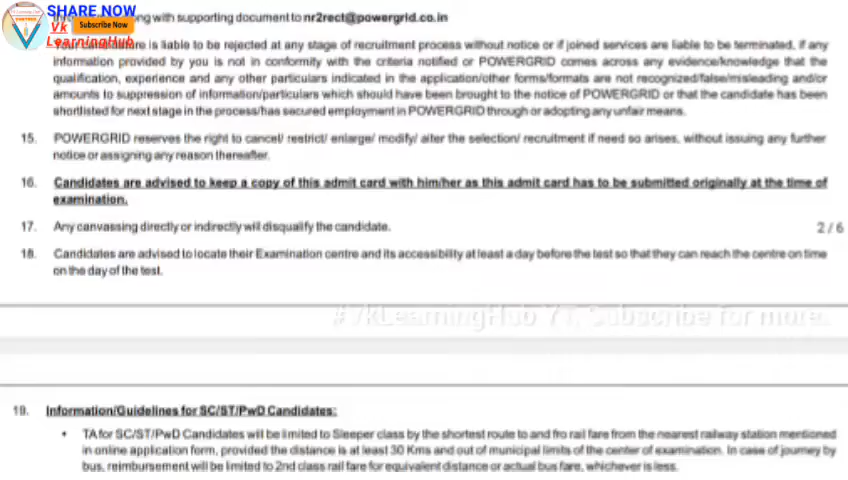 SHARE NOW
Vk
Subscribe Now
LearningHub
with supporting document to nr2rect@powergrid.co.in
is liable to be rejected at any stage of recruitment process without notice or if joined services are liable to be terminated, if any
information provided by you is not in conformity with the criteria notified or POWERGRID comes across any evidence/knowledge that the
qualification, experience and any other particulars indicated in the application/other forms/formats are not recognized/false/misleading and/or
amounts to suppression of information/particulars which should have been brought to the notice of POWERGRID or that the candidate has been
shortlisted for next stage in the process/has secured employment in POWERGRID through or adopting any unfair means.
15. POWERGRID reserves the right to cancel/ restrict/ enlarge/ modify/ alter the selection/ recruitment if need so arises, without issuing any further
notice or assigning any reason thereafter.
16. Candidates are advised to keep a copy of this admit card with him/her as this admit card has to be submitted originally at the time of
examination.
17. Any canvassing directly or indirectly will disqualify the candidate.
2 / 6
18. Candidates are advised to locate their Examination centre and its accessibility at least a day before the test so that they can reach the centre on time
on the day of the test.
#VkLearningHub YT, Subscribe for more.
19. Information/Guidelines for SC/ST/PwD Candidates:
• TA for SC/ST/PwD Candidates will be limited to Sleeper class by the shortest route to and fro rail fare from the nearest railway station mentioned
in online application form, provided the distance is at least 30 Kms and out of municipal limits of the center of examination. In case of journey by
bus, reimbursement will be limited to 2nd class rail fare for equivalent distance or actual bus fare, whichever is less.